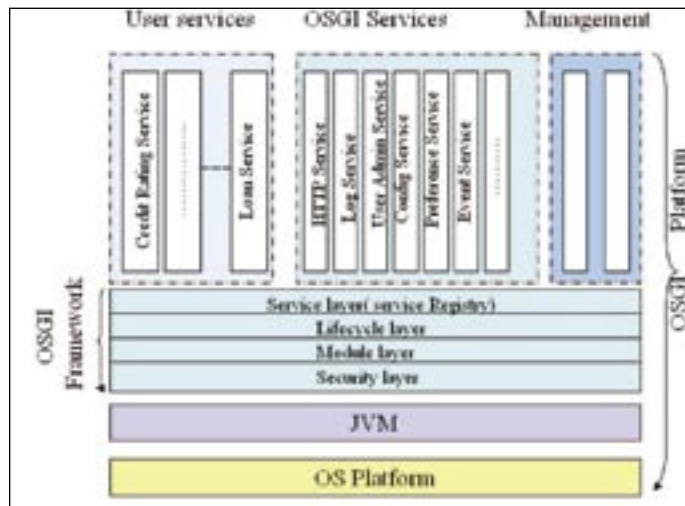 User services
OSGI Services
Management
Credit Rating Service
..........
Loan Service
HTTP Service
Log Service
User Admin Service
Config Service
Preference Service
Event Service
..........
Platform
OSGI
OSGI
Framework
Service layer( service Registry)
Lifecycle layer
Module layer
Security layer
JVM
OS Platform